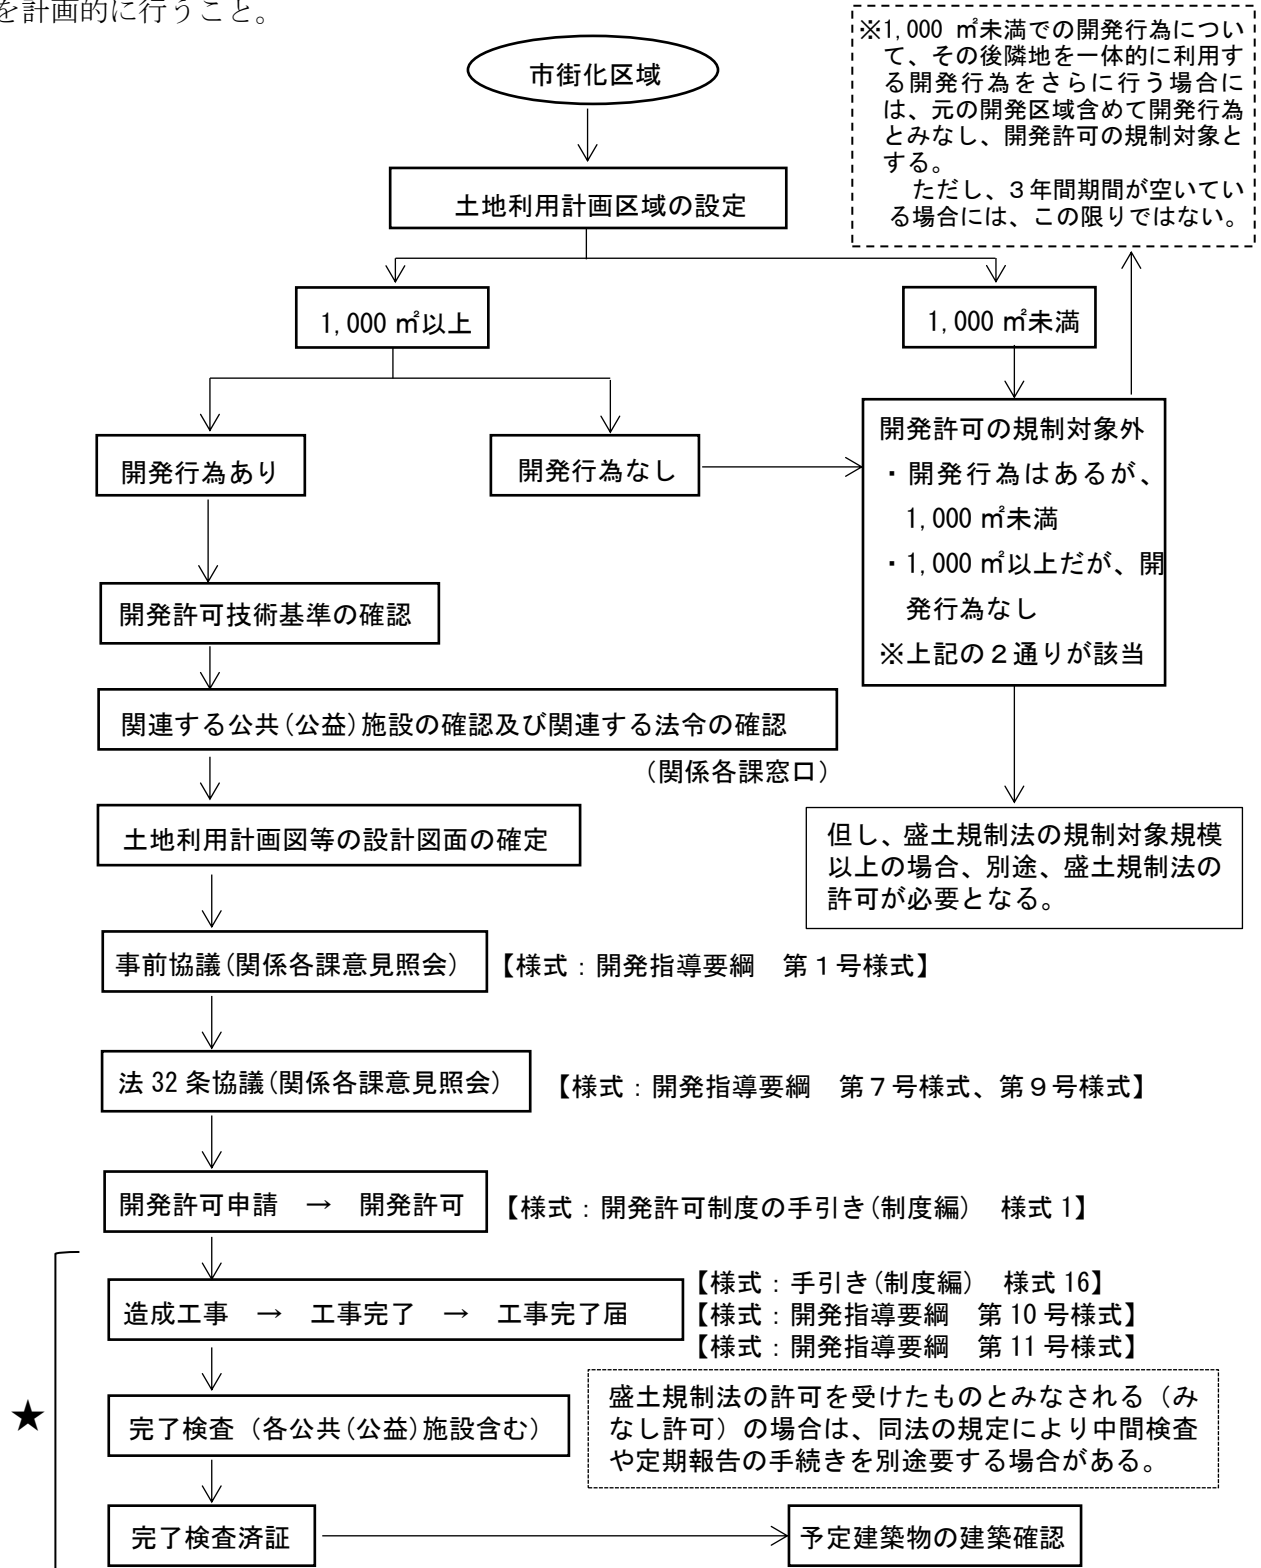 を計画的に行うこと。
※1,000 ㎡未満での開発行為につい
て、その後隣地を一体的に利用す
る開発行為をさらに行う場合に
は、元の開発区域含めて開発行為
とみなし、開発許可の規制対象と
する。
ただし、３年間期間が空いてい
る場合には、この限りではない。
市街化区域
土地利用計画区域の設定
1,000 ㎡以上
1,000 ㎡未満
開発行為あり
開発行為なし
開発許可の規制対象外
・開発行為はあるが、
1,000 ㎡未満
・1,000 ㎡以上だが、開
発行為なし
※上記の２通りが該当
開発許可技術基準の確認
関連する公共(公益)施設の確認及び関連する法令の確認
（関係各課窓口）
土地利用計画図等の設計図面の確定
但し、盛土規制法の規制対象規模
以上の場合、別途、盛土規制法の
許可が必要となる。
事前協議(関係各課意見照会)
【様式：開発指導要綱　第１号様式】
法 32 条協議(関係各課意見照会)
【様式：開発指導要綱　第７号様式、第９号様式】
開発許可申請　→　開発許可
【様式：開発許可制度の手引き(制度編)　様式 1】
造成工事　→　工事完了　→　工事完了届
【様式：手引き(制度編)　様式 16】
【様式：開発指導要綱　第 10 号様式】
【様式：開発指導要綱　第 11 号様式】
★
完了検査（各公共(公益)施設含む）
盛土規制法の許可を受けたものとみなされる（み
なし許可）の場合は、同法の規定により中間検査
や定期報告の手続きを別途要する場合がある。
完了検査済証
予定建築物の建築確認